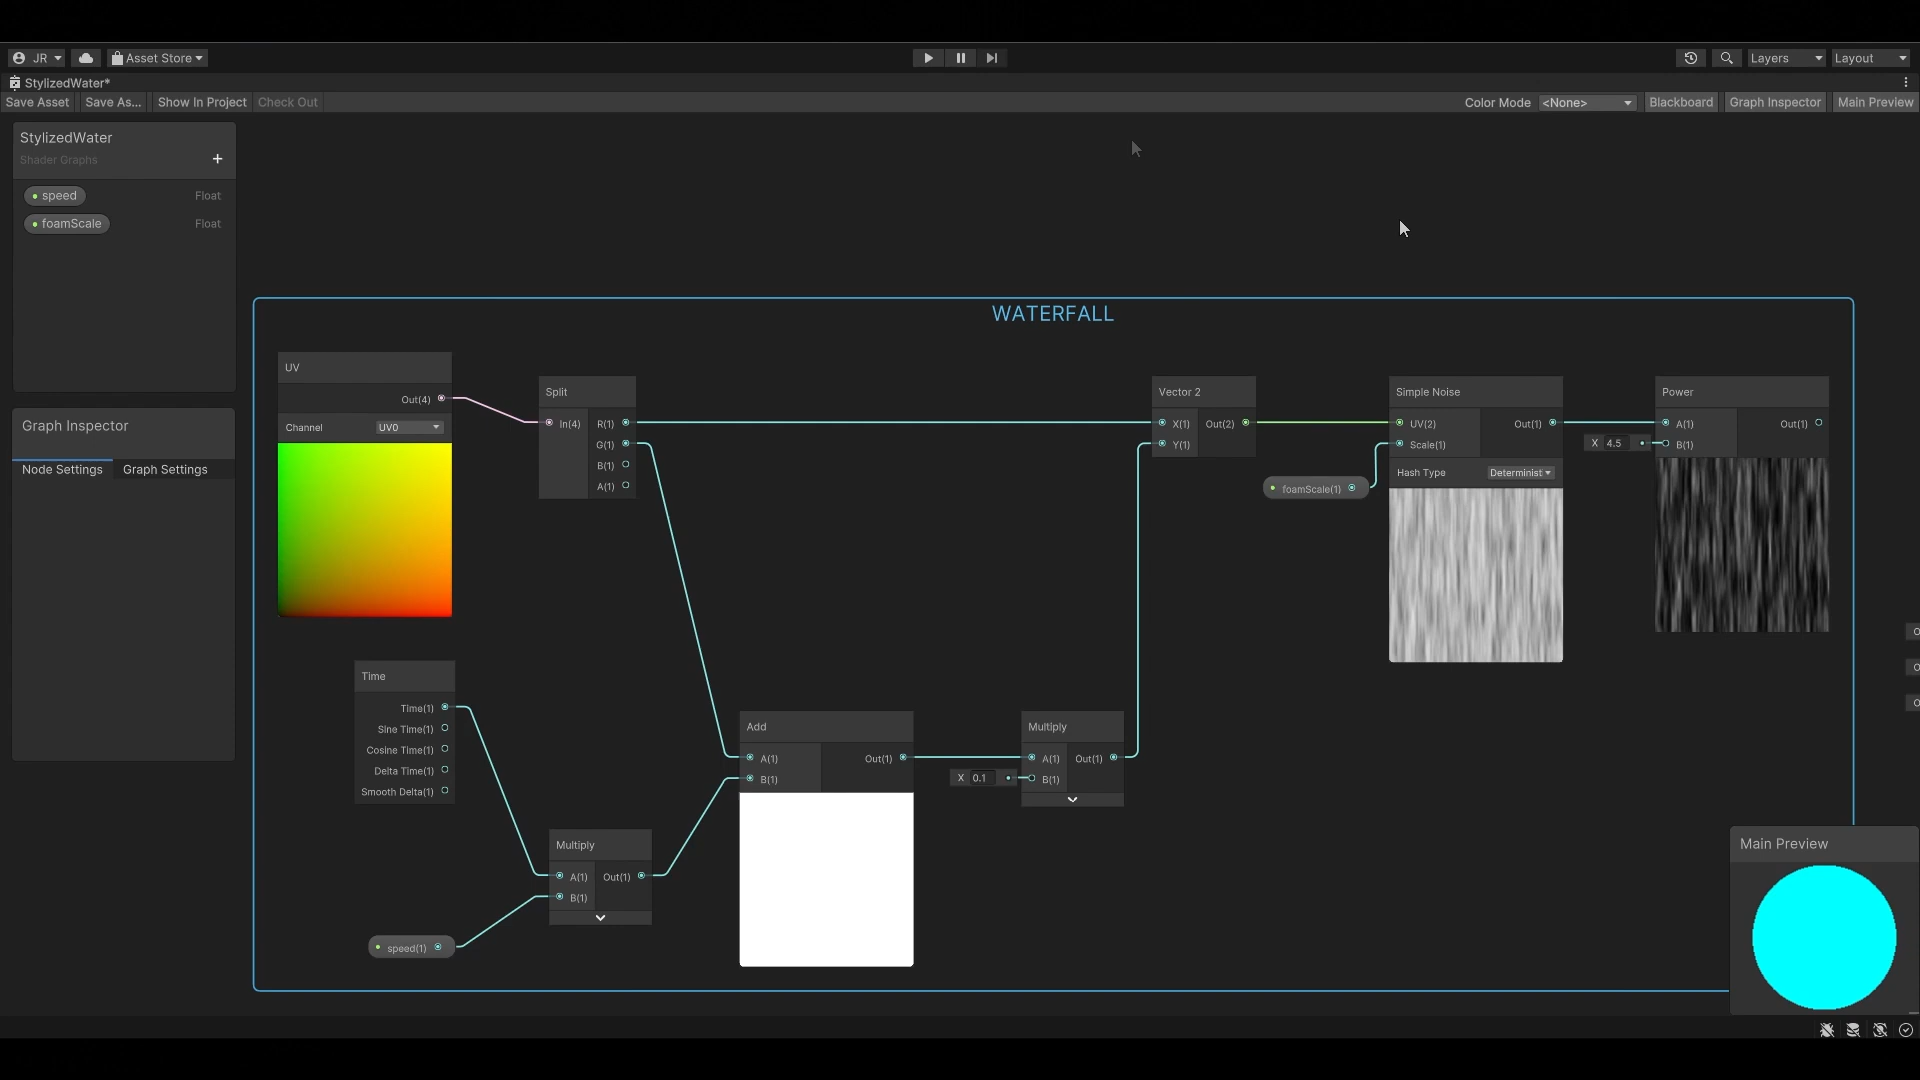 JR
Asset Store
Layers
Layout
StylizedWater*
Save Asset
Save As...
Show In Project
Check Out
Color Mode
<None>
Blackboard
Graph Inspector
Main Preview
StylizedWater
Shader Graphs
+
speed
Float
foamScale
Float
Graph Inspector
Node Settings
Graph Settings
WATERFALL
UV
Out(4)
Channel
UV0
Split
In(4)
R(1)
G(1)
B(1)
A(1)
Vector 2
X(1)
Out(2)
Y(1)
foamScale(1)
Simple Noise
UV(2)
Out(1)
Scale(1)
Hash Type
Determinist
X 4.5
Power
A(1)
Out(1)
B(1)
Time
Time(1)
Sine Time(1)
Cosine Time(1)
Delta Time(1)
Smooth Delta(1)
Multiply
A(1)
Out(1)
B(1)
speed(1)
Add
A(1)
Out(1)
B(1)
X 0.1
Multiply
A(1)
Out(1)
B(1)
Main Preview